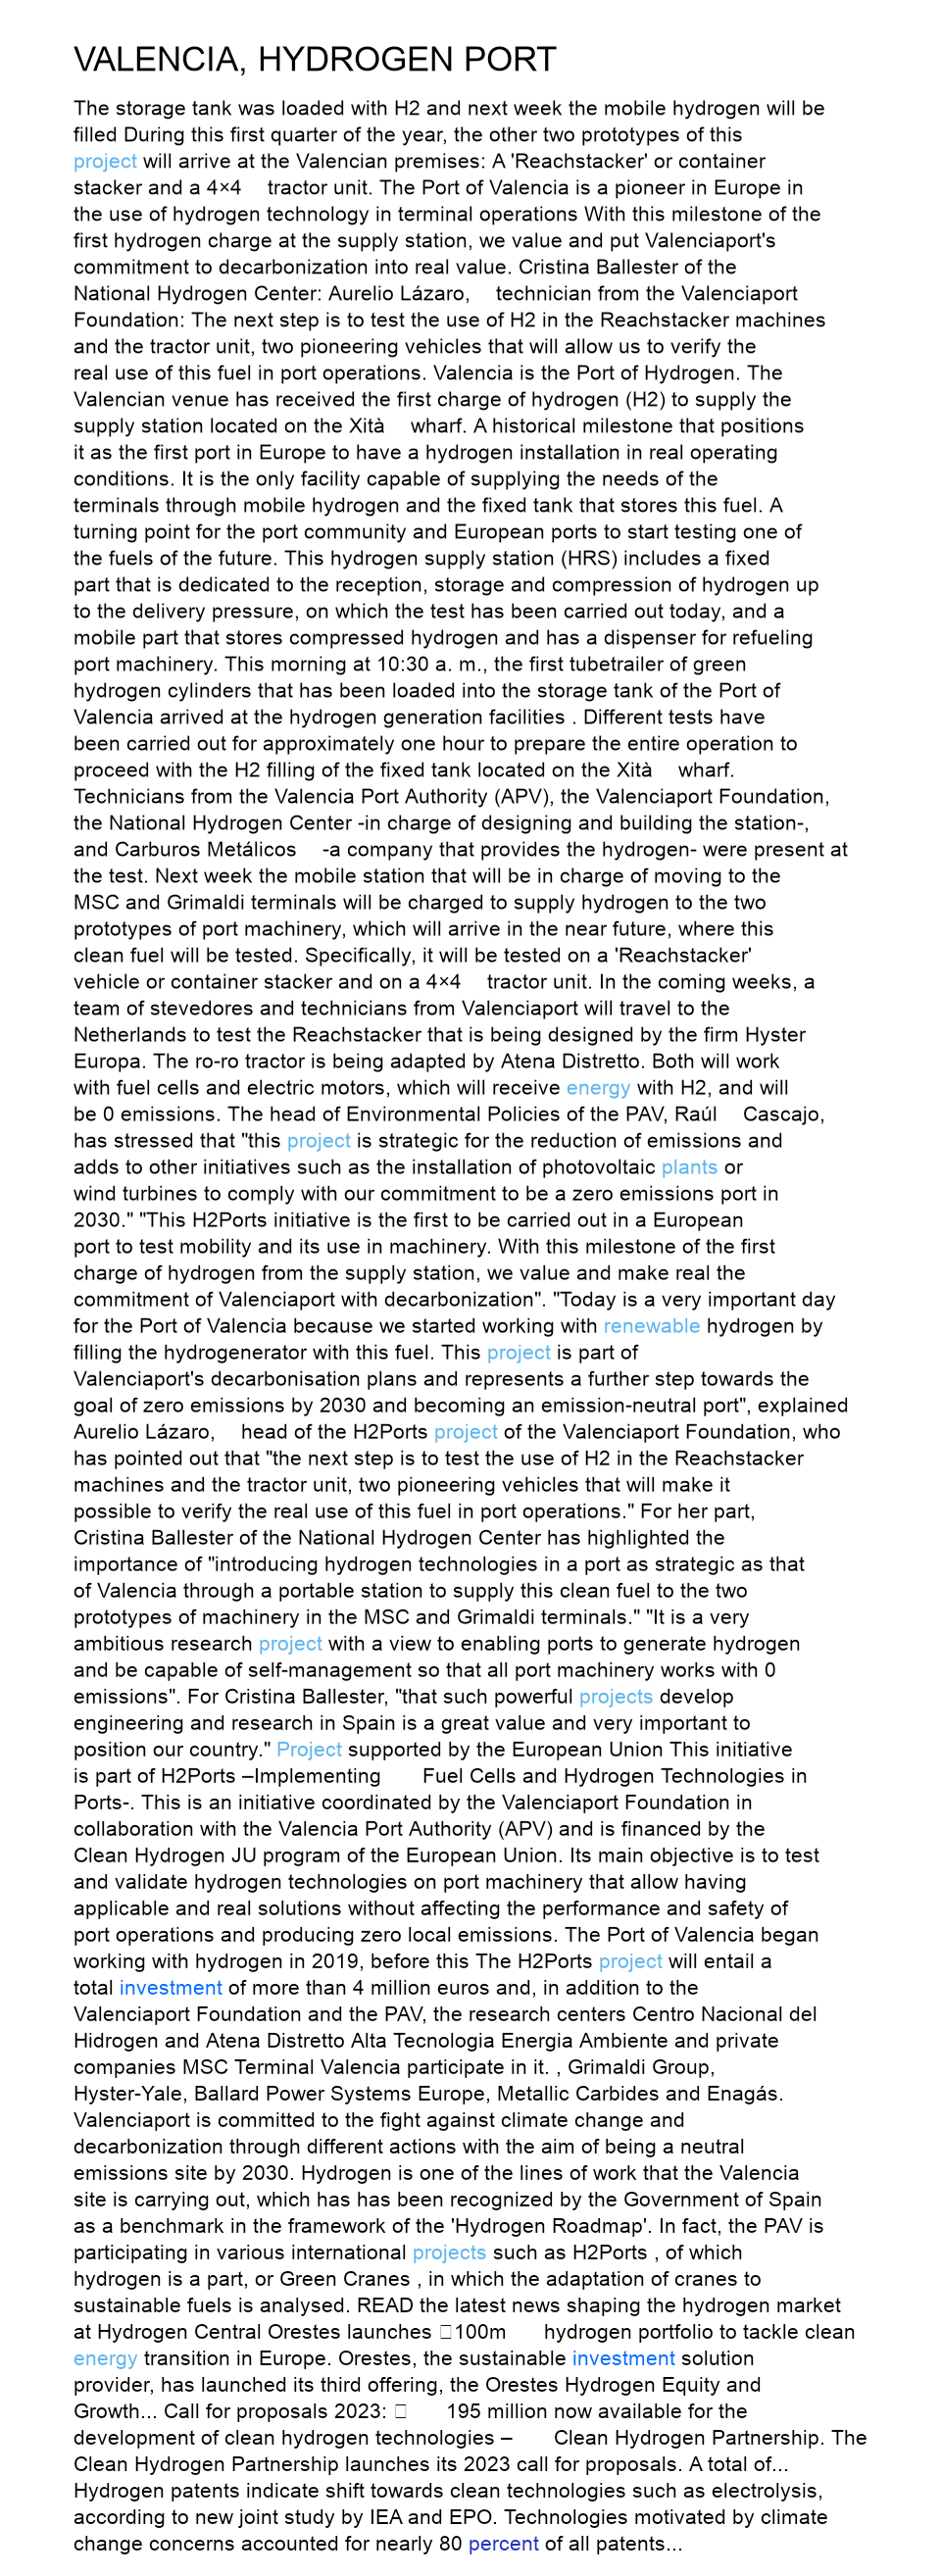 VALENCIA, HYDROGEN PORT
The storage tank was loaded with H2 and next week the mobile hydrogen will be
filled During this first quarter of the year, the other two prototypes of this
project will arrive at the Valencian premises: A 'Reachstacker' or container
stacker and a 4×4 tractor unit. The Port of Valencia is a pioneer in Europe in
the use of hydrogen technology in terminal operations With this milestone of the
first hydrogen charge at the supply station, we value and put Valenciaport's
commitment to decarbonization into real value. Cristina Ballester of the
National Hydrogen Center: Aurelio Lázaro, technician from the Valenciaport
Foundation: The next step is to test the use of H2 in the Reachstacker machines
and the tractor unit, two pioneering vehicles that will allow us to verify the
real use of this fuel in port operations. Valencia is the Port of Hydrogen. The
Valencian venue has received the first charge of hydrogen (H2) to supply the
supply station located on the Xità wharf. A historical milestone that positions
it as the first port in Europe to have a hydrogen installation in real operating
conditions. It is the only facility capable of supplying the needs of the
terminals through mobile hydrogen and the fixed tank that stores this fuel. A
turning point for the port community and European ports to start testing one of
the fuels of the future. This hydrogen supply station (HRS) includes a fixed
part that is dedicated to the reception, storage and compression of hydrogen up
to the delivery pressure, on which the test has been carried out today, and a
mobile part that stores compressed hydrogen and has a dispenser for refueling
port machinery. This morning at 10:30 a. m., the first tubetrailer of green
hydrogen cylinders that has been loaded into the storage tank of the Port of
Valencia arrived at the hydrogen generation facilities . Different tests have
been carried out for approximately one hour to prepare the entire operation to
proceed with the H2 filling of the fixed tank located on the Xità wharf.
Technicians from the Valencia Port Authority (APV), the Valenciaport Foundation,
the National Hydrogen Center -in charge of designing and building the station-,
and Carburos Metálicos -a company that provides the hydrogen- were present at
the test. Next week the mobile station that will be in charge of moving to the
MSC and Grimaldi terminals will be charged to supply hydrogen to the two
prototypes of port machinery, which will arrive in the near future, where this
clean fuel will be tested. Specifically, it will be tested on a 'Reachstacker'
vehicle or container stacker and on a 4×4 tractor unit. In the coming weeks, a
team of stevedores and technicians from Valenciaport will travel to the
Netherlands to test the Reachstacker that is being designed by the firm Hyster
Europa. The ro-ro tractor is being adapted by Atena Distretto. Both will work
with fuel cells and electric motors, which will receive energy with H2, and will
be 0 emissions. The head of Environmental Policies of the PAV, Raúl Cascajo,
has stressed that "this project is strategic for the reduction of emissions and
adds to other initiatives such as the installation of photovoltaic plants or
wind turbines to comply with our commitment to be a zero emissions port in
2030." "This H2Ports initiative is the first to be carried out in a European
port to test mobility and its use in machinery. With this milestone of the first
charge of hydrogen from the supply station, we value and make real the
commitment of Valenciaport with decarbonization". "Today is a very important day
for the Port of Valencia because we started working with renewable hydrogen by
filling the hydrogenerator with this fuel. This project is part of
Valenciaport's decarbonisation plans and represents a further step towards the
goal of zero emissions by 2030 and becoming an emission-neutral port", explained
Aurelio Lázaro, head of the H2Ports project of the Valenciaport Foundation, who
has pointed out that "the next step is to test the use of H2 in the Reachstacker
machines and the tractor unit, two pioneering vehicles that will make it
possible to verify the real use of this fuel in port operations." For her part,
Cristina Ballester of the National Hydrogen Center has highlighted the
importance of "introducing hydrogen technologies in a port as strategic as that
of Valencia through a portable station to supply this clean fuel to the two
prototypes of machinery in the MSC and Grimaldi terminals." "It is a very
ambitious research project with a view to enabling ports to generate hydrogen
and be capable of self-management so that all port machinery works with 0
emissions". For Cristina Ballester, "that such powerful projects develop
engineering and research in Spain is a great value and very important to
position our country." Project supported by the European Union This initiative
is part of H2Ports –Implementing Fuel Cells and Hydrogen Technologies in
Ports-. This is an initiative coordinated by the Valenciaport Foundation in
collaboration with the Valencia Port Authority (APV) and is financed by the
Clean Hydrogen JU program of the European Union. Its main objective is to test
and validate hydrogen technologies on port machinery that allow having
applicable and real solutions without affecting the performance and safety of
port operations and producing zero local emissions. The Port of Valencia began
working with hydrogen in 2019, before this The H2Ports project will entail a
total investment of more than 4 million euros and, in addition to the
Valenciaport Foundation and the PAV, the research centers Centro Nacional del
Hidrogen and Atena Distretto Alta Tecnologia Energia Ambiente and private
companies MSC Terminal Valencia participate in it. , Grimaldi Group,
Hyster-Yale, Ballard Power Systems Europe, Metallic Carbides and Enagás.
Valenciaport is committed to the fight against climate change and
decarbonization through different actions with the aim of being a neutral
emissions site by 2030. Hydrogen is one of the lines of work that the Valencia
site is carrying out, which has has been recognized by the Government of Spain
as a benchmark in the framework of the 'Hydrogen Roadmap'. In fact, the PAV is
participating in various international projects such as H2Ports , of which
hydrogen is a part, or Green Cranes , in which the adaptation of cranes to
sustainable fuels is analysed. READ the latest news shaping the hydrogen market
at Hydrogen Central Orestes launches 100m hydrogen portfolio to tackle clean
energy transition in Europe. Orestes, the sustainable investment solution
provider, has launched its third offering, the Orestes Hydrogen Equity and
Growth... Call for proposals 2023: 195 million now available for the
development of clean hydrogen technologies – Clean Hydrogen Partnership. The
Clean Hydrogen Partnership launches its 2023 call for proposals. A total of...
Hydrogen patents indicate shift towards clean technologies such as electrolysis,
according to new joint study by IEA and EPO. Technologies motivated by climate
change concerns accounted for nearly 80 percent of all patents...